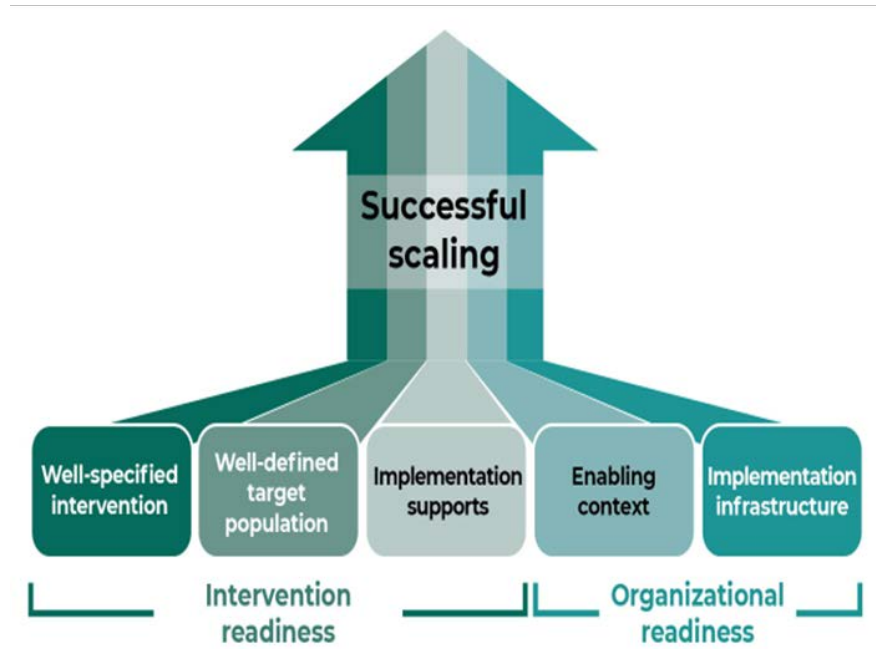 Successful
scaling
Well-specified
intervention
Well-defined
target
population
Implementation
supports
Enabling
context
Implementation
infrastructure
Intervention
readiness
Organizational
readiness